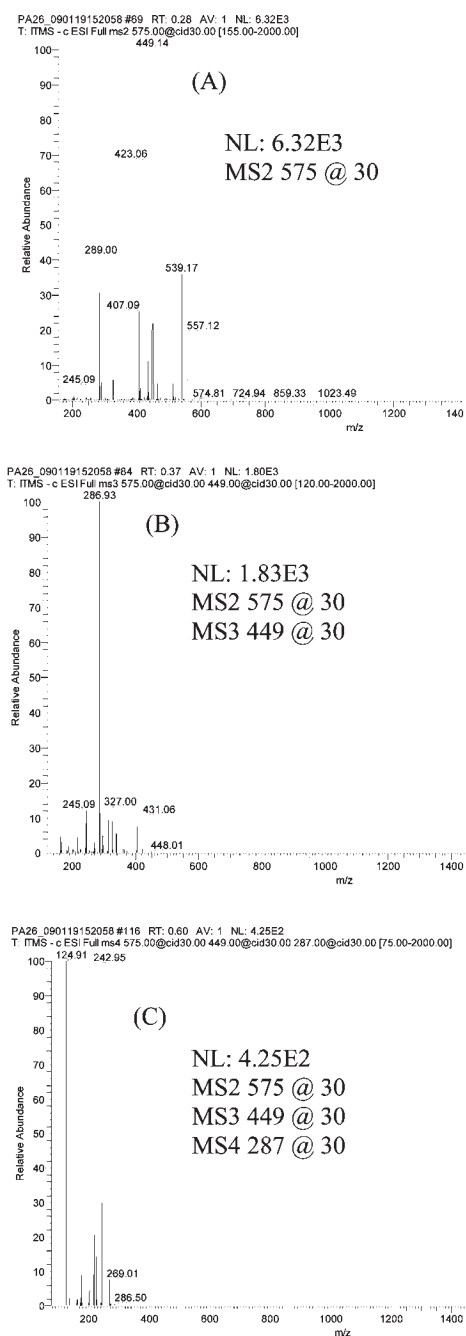 PA26_090119152058 #69 RT: 0.28 AV: 1 NL: 6.32E3
T: ITMS - c ESI Full ms2 575.00@cid30.00 [155.00-2000.00]
449.14
100
(A)
90
NL: 6.32E3
MS2 575 @ 30
80
423.06
70
60
50
Relative Abundance
289.00
40
539.17
30
407.09
557.12
20
10
245.09
574.81 724.94 859.33 1023.49
0
200 400 600 800 1000 1200 140
m/z
PA26_090119152058 #84 RT: 0.37 AV: 1 NL: 1.80E3
T: ITMS - c ESI Full ms3 575.00@cid30.00 449.00@cid30.00 [120.00-2000.00]
286.93
100
(B)
90
NL: 1.83E3
80
MS2 575 @ 30
MS3 449 @ 30
70
60
50
Relative Abundance
40
30
20
245.09 327.00
431.06
10
448.01
0
200 400 600 800 1000 1200 1400
m/z
PA26_090119152058 #116 RT: 0.60 AV: 1 NL: 4.25E2
T: ITMS - c ESI Full ms4 575.00@cid30.00 449.00@cid30.00 287.00@cid30.00 [75.00-2000.00]
124.91 242.95
100
90
(C)
80
NL: 4.25E2
MS2 575 @ 30
70
MS3 449 @ 30
MS4 287 @ 30
60
50
Relative Abundance
40
30
20
10
269.01
286.50
0
200 400 600 800 1000 1200 1400
m/z